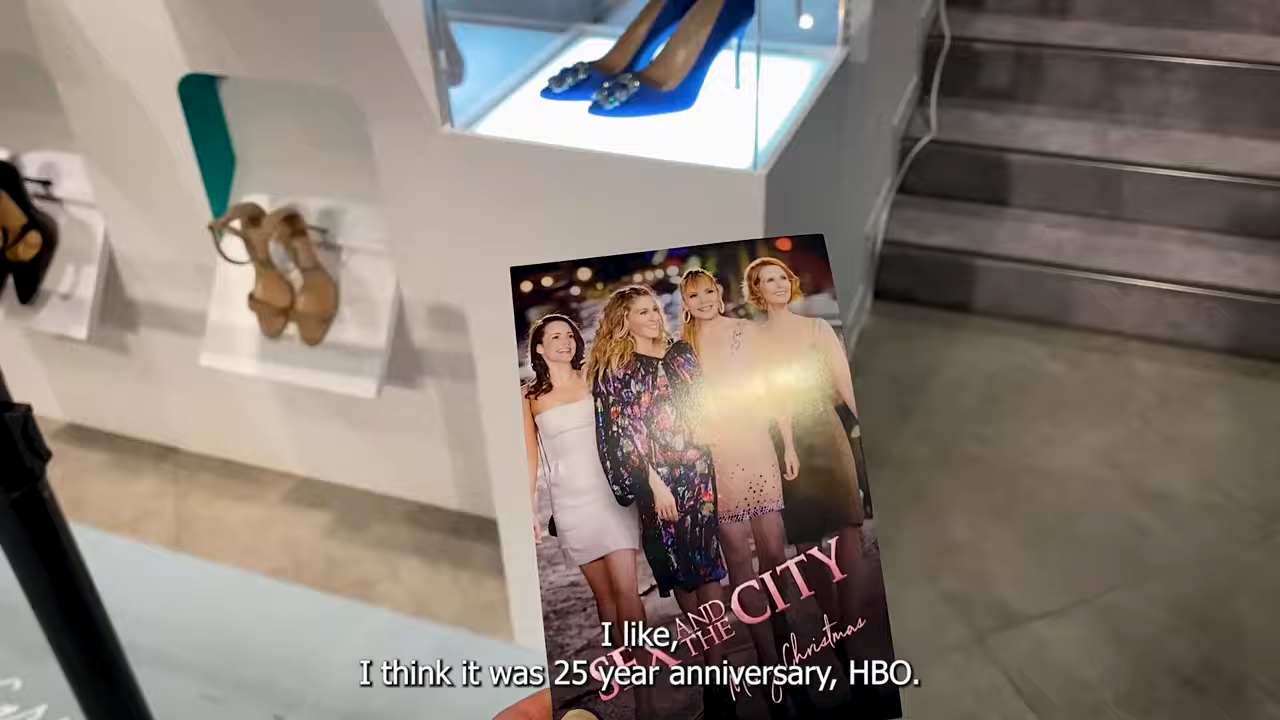 SEX AND THE CITY
Merry Christmas
I like,
I think it was 25 year anniversary, HBO.